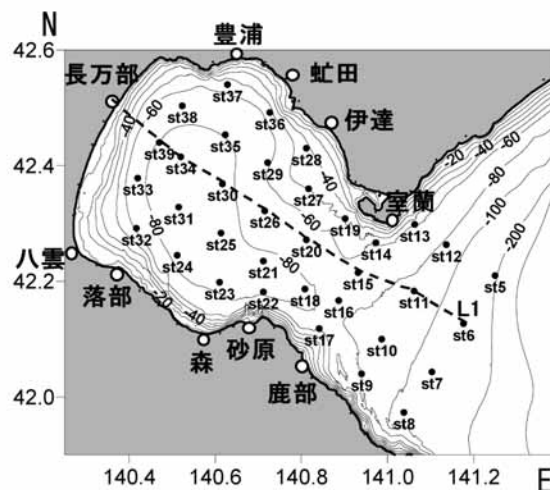 N
42.6
42.4
42.2
42.0
140.4
140.6
140.8
141.0
141.2
E
豊浦
長万部
虻田
伊達
室蘭
八雲
落部
森
砂原
鹿部
L1
st37
st38
st36
st35
st39
st34
st28
st29
st33
st30
st27
st31
st26
st19
st13
st32
st25
st20
st14
st12
st24
st21
st15
st5
st23
st22
st18
st16
st11
st6
st17
st10
st9
st7
st8
-40
-60
-40
-60
-80
-80
-20
-40
-20
-40
-60
-80
-100
-200